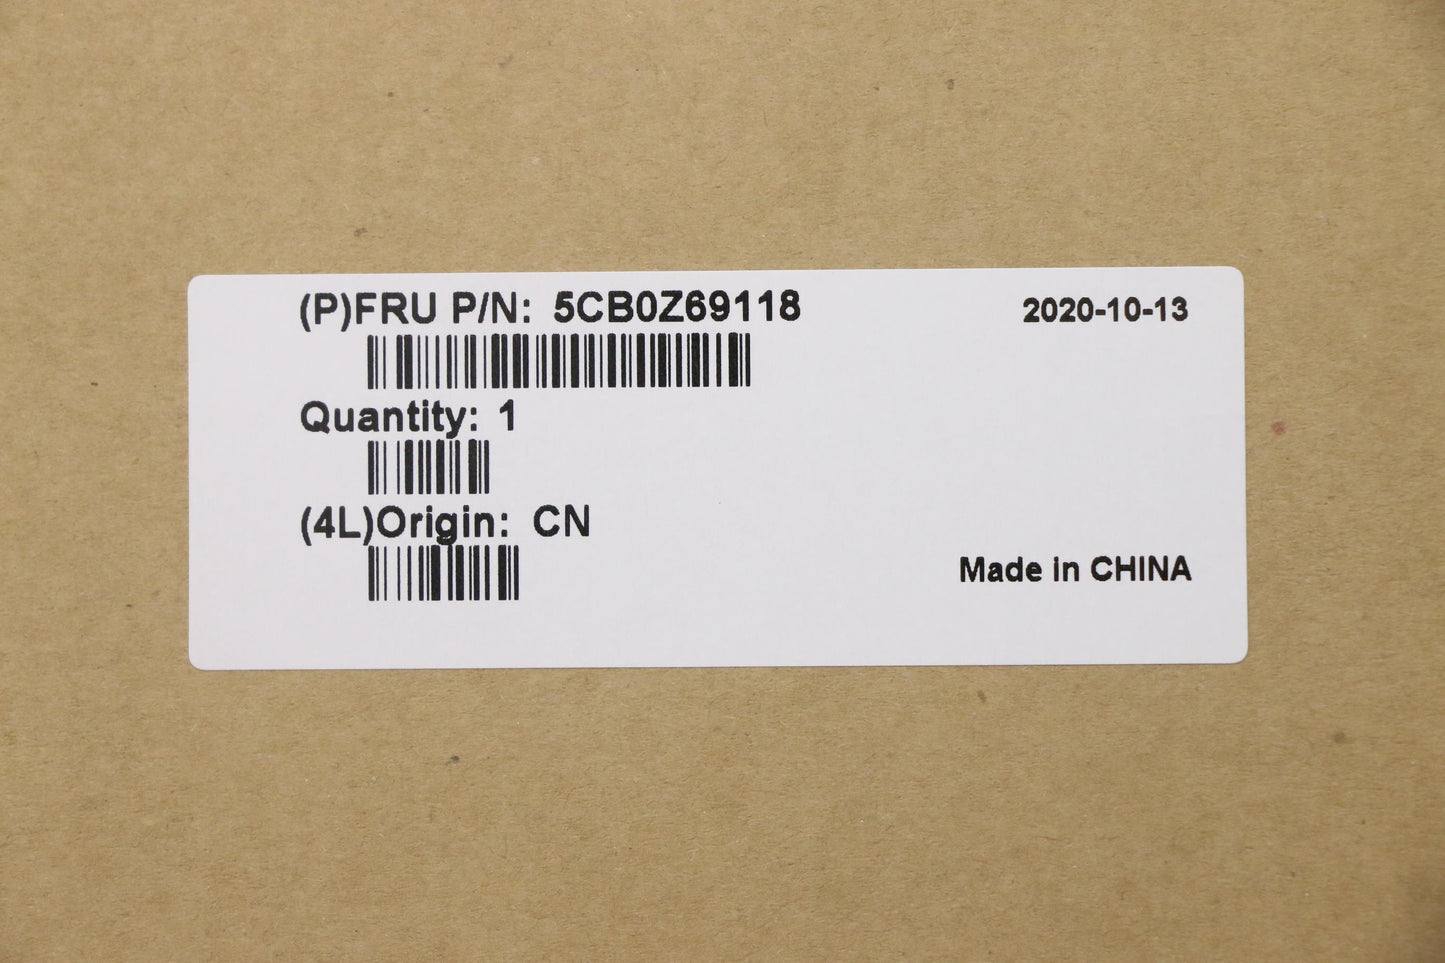 (P)FRU P/N: 5CB0Z69118 2020-10-13
Quantity: 1
(4L)Origin: CN
Made in CHINA